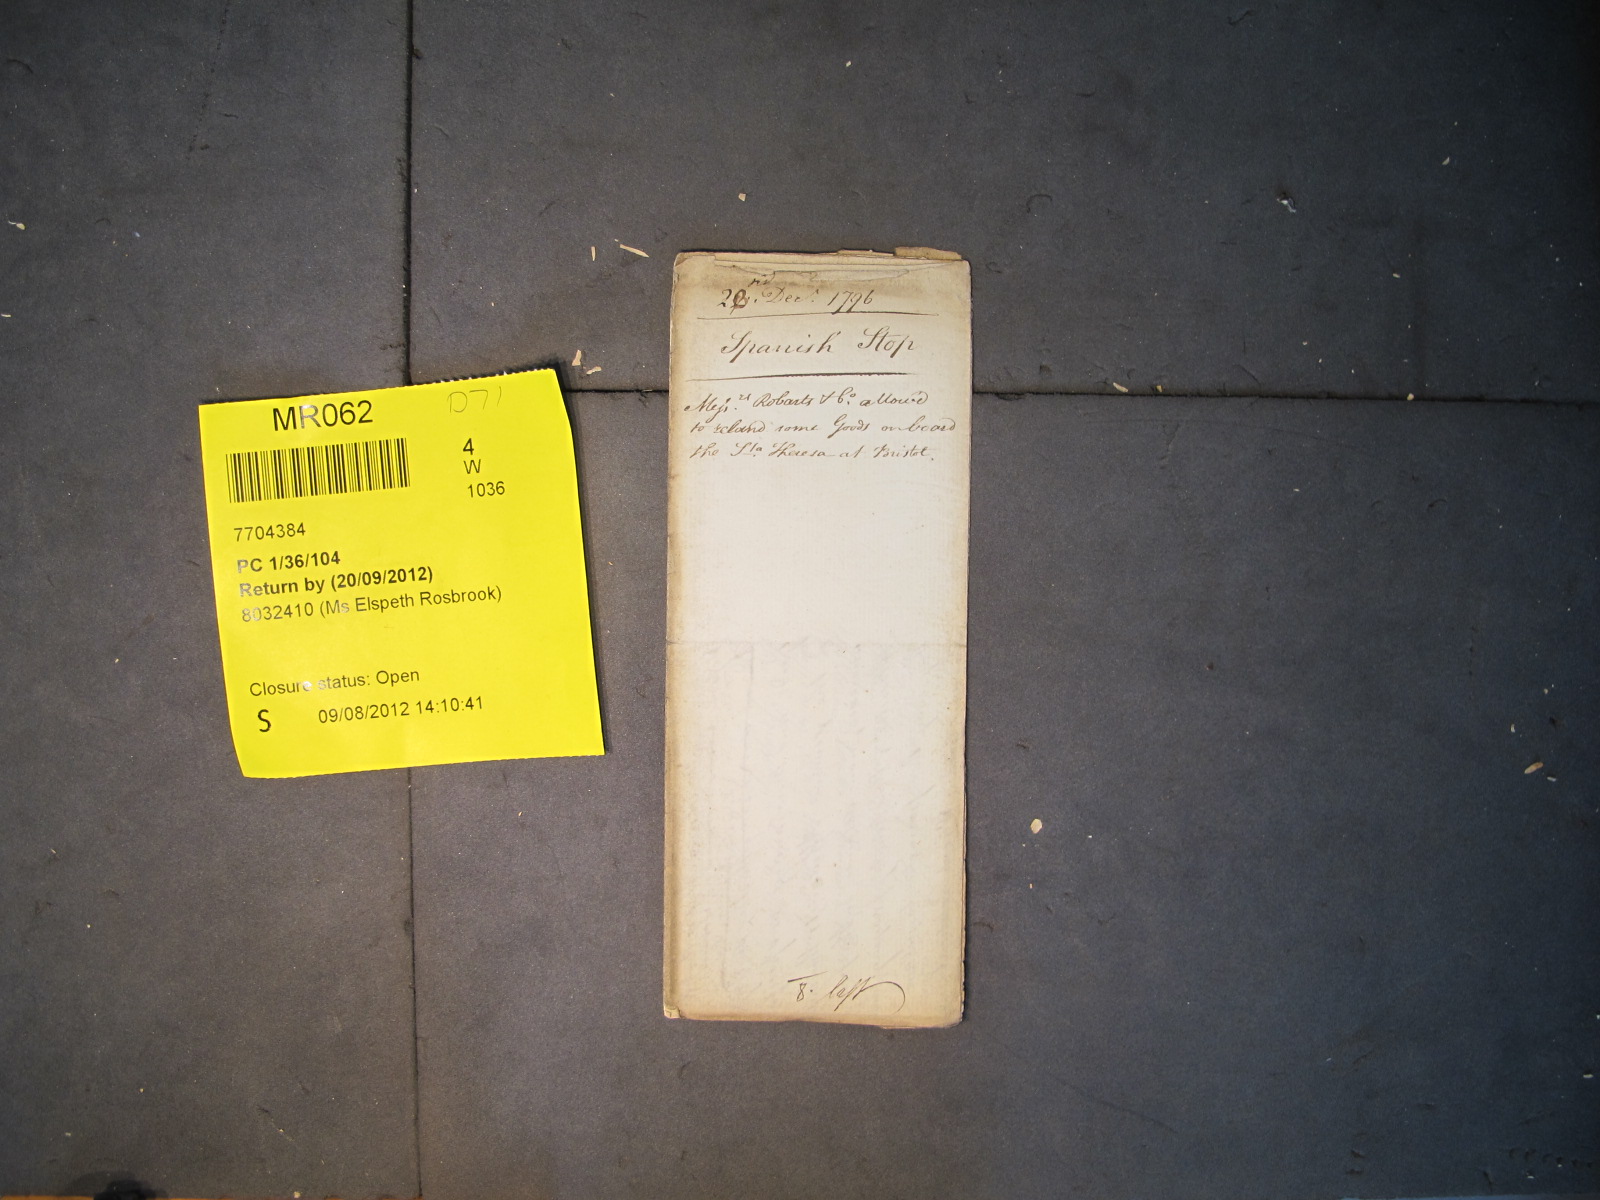 MR062
D71
4
W
1036
7704384
PC 1/36/104
Return by (20/09/2012)
8032410 (Ms Elspeth Rosbrook)
Closure status: Open
S 09/08/2012 14:10:41
Decr. 1796
Spanish Stop
Messrs. Robarts & Co. allowed
to reland some Goods on board
the Sta. Theresa at Bristol.
8. left